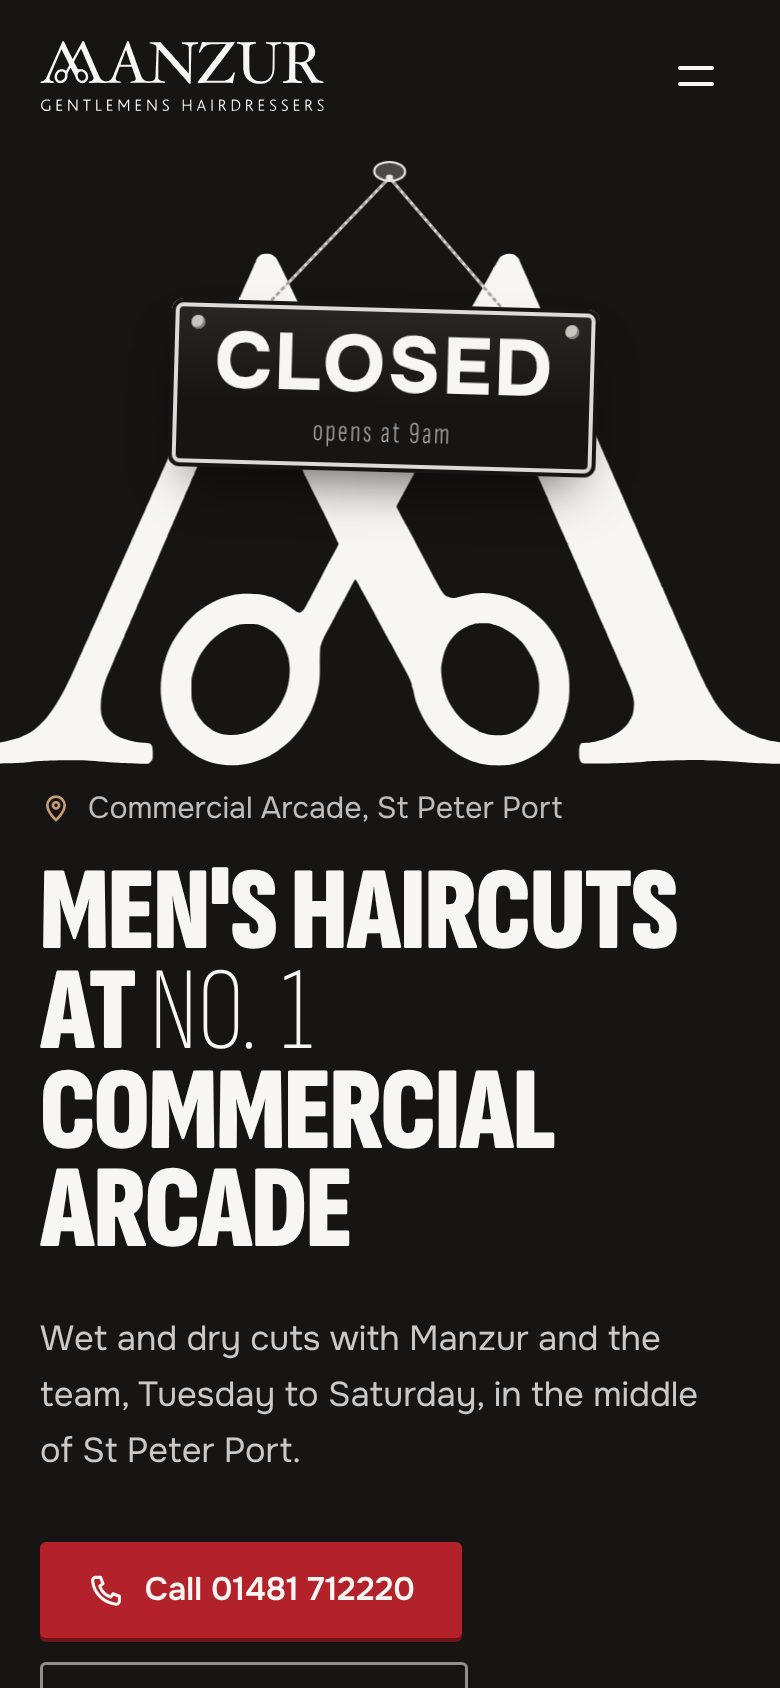 MANZUR
GENTLEMENS HAIRDRESSERS
CLOSED
opens at 9am
Commercial Arcade, St Peter Port
MEN'S HAIRCUTS
AT NO. 1
COMMERCIAL
ARCADE
Wet and dry cuts with Manzur and the
team, Tuesday to Saturday, in the middle
of St Peter Port.
Call 01481 712220